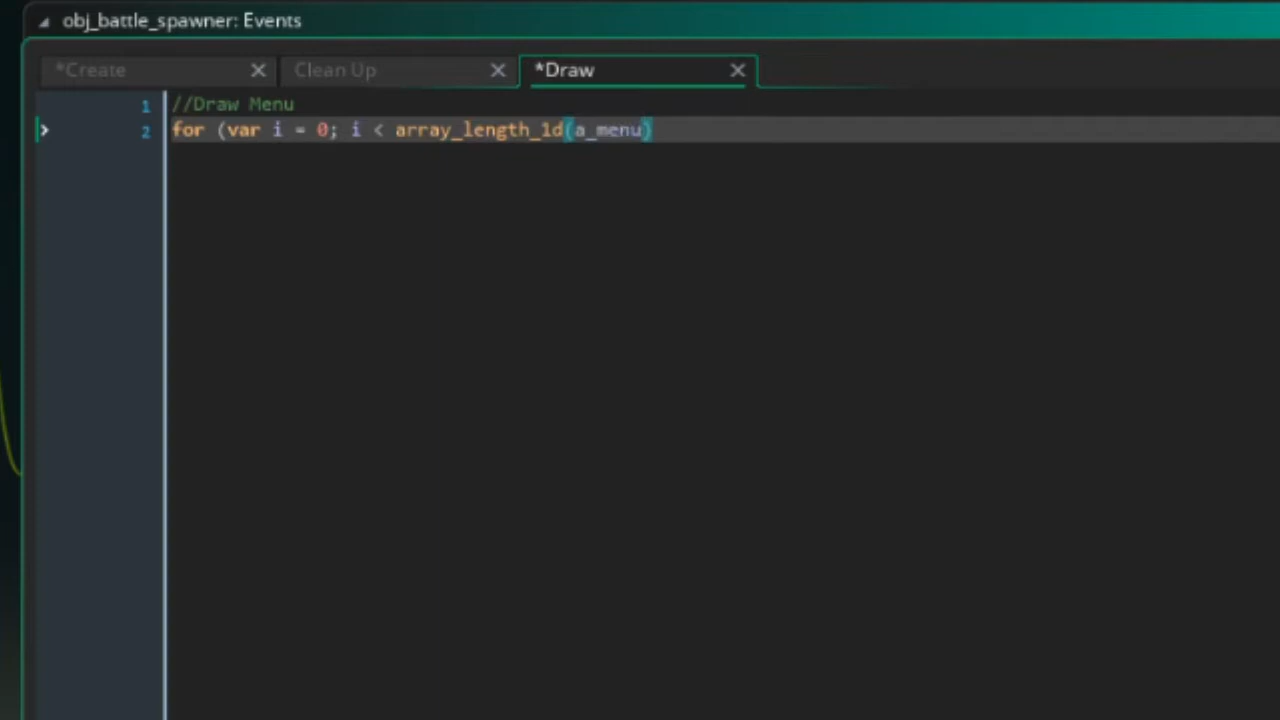 obj_battle_spawner: Events
*Create
Clean Up
*Draw
1 //Draw Menu
2 for (var i = 0; i < array_length_1d(a_menu)